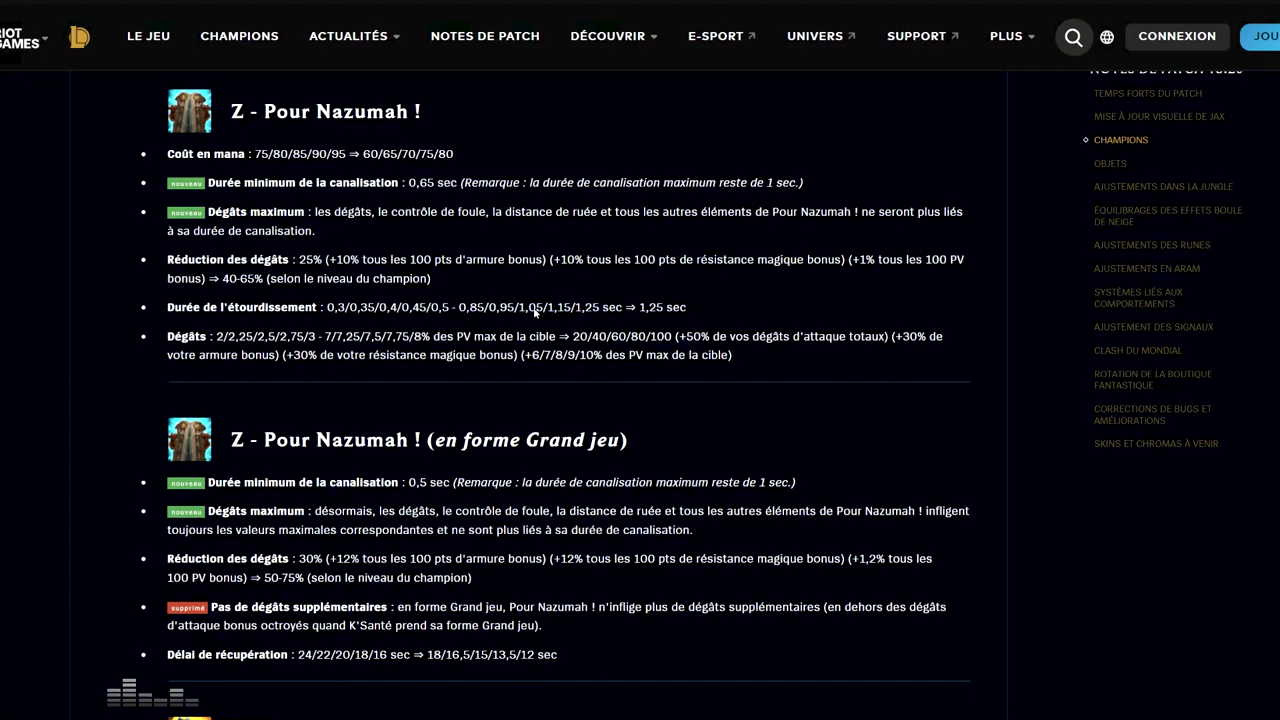 RIOT
GAMES
LE JEU
CHAMPIONS
ACTUALITÉS
NOTES DE PATCH
DÉCOUVRIR
E-SPORT
UNIVERS
SUPPORT
PLUS
CONNEXION
JOU
Z - Pour Nazumah !
Coût en mana : 75/80/85/90/95 ⇒ 60/65/70/75/80
nouveau Durée minimum de la canalisation : 0,65 sec (Remarque : la durée de canalisation maximum reste de 1 sec.)
nouveau Dégâts maximum : les dégâts, le contrôle de foule, la distance de ruée et tous les autres éléments de Pour Nazumah ! ne seront plus liés
à sa durée de canalisation.
Réduction des dégâts : 25% (+10% tous les 100 pts d'armure bonus) (+10% tous les 100 pts de résistance magique bonus) (+1% tous les 100 PV
bonus) ⇒ 40-65% (selon le niveau du champion)
Durée de l'étourdissement : 0,3/0,35/0,4/0,45/0,5 - 0,85/0,95/1,05/1,15/1,25 sec ⇒ 1,25 sec
Dégâts : 2/2,25/2,5/2,75/3 - 7/7,25/7,5/7,75/8% des PV max de la cible ⇒ 20/40/60/80/100 (+50% de vos dégâts d'attaque totaux) (+30% de
votre armure bonus) (+30% de votre résistance magique bonus) (+6/7/8/9/10% des PV max de la cible)
Z - Pour Nazumah ! (en forme Grand jeu)
nouveau Durée minimum de la canalisation : 0,5 sec (Remarque : la durée de canalisation maximum reste de 1 sec.)
nouveau Dégâts maximum : désormais, les dégâts, le contrôle de foule, la distance de ruée et tous les autres éléments de Pour Nazumah ! infligent
toujours les valeurs maximales correspondantes et ne sont plus liés à sa durée de canalisation.
Réduction des dégâts : 30% (+12% tous les 100 pts d'armure bonus) (+12% tous les 100 pts de résistance magique bonus) (+1,2% tous les
100 PV bonus) ⇒ 50-75% (selon le niveau du champion)
supprimé Pas de dégâts supplémentaires : en forme Grand jeu, Pour Nazumah ! n'inflige plus de dégâts supplémentaires (en dehors des dégâts
d'attaque bonus octroyés quand K'Santé prend sa forme Grand jeu).
Délai de récupération : 24/22/20/18/16 sec ⇒ 18/16,5/15/13,5/12 sec
NOTES DE PATCH
TEMPS FORTS DU PATCH
MISE À JOUR VISUELLE DE JAX
CHAMPIONS
OBJETS
AJUSTEMENTS DANS LA JUNGLE
ÉQUILIBRAGES DES EFFETS BOULE
DE NEIGE
AJUSTEMENTS DES RUNES
AJUSTEMENTS EN ARAM
SYSTÈMES LIÉS AUX
COMPORTEMENTS
AJUSTEMENT DES SIGNAUX
CLASH DU MONDIAL
ROTATION DE LA BOUTIQUE
FANTASTIQUE
CORRECTIONS DE BUGS ET
AMÉLIORATIONS
SKINS ET CHROMAS À VENIR